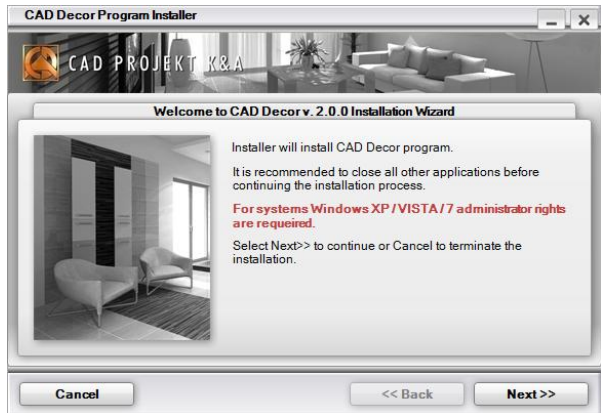 CAD Decor Program Installer
CAD PROJEKT K&A
Welcome to CAD Decor v. 2.0.0 Installation Wizard
Installer will install CAD Decor program.
It is recommended to close all other applications before
continuing the installation process.
For systems Windows XP / VISTA / 7 administrator rights
are requeired.
Select Next>> to continue or Cancel to terminate the
installation.
Cancel
<< Back
Next >>